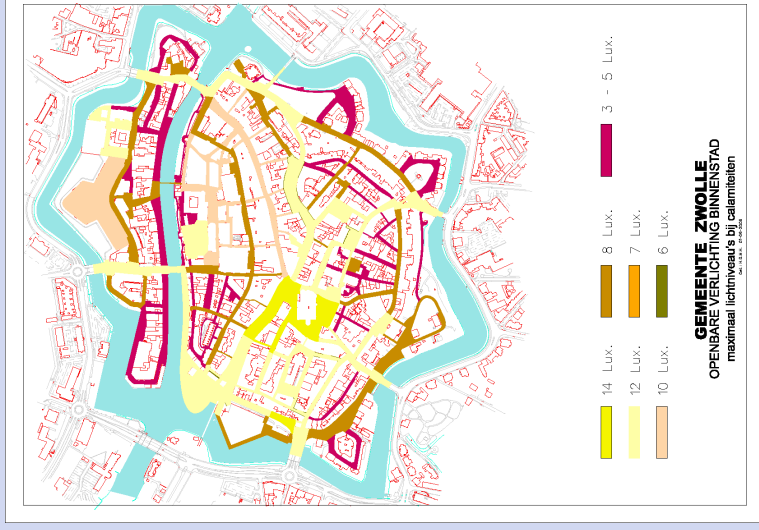 14 Lux.
12 Lux.
10 Lux.
8 Lux.
7 Lux.
6 Lux.
3 - 5 Lux.
GEMEENTE ZWOLLE
OPENBARE VERLICHTING BINNENSTAD
maximaal lichtniveau's bij calamiteiten